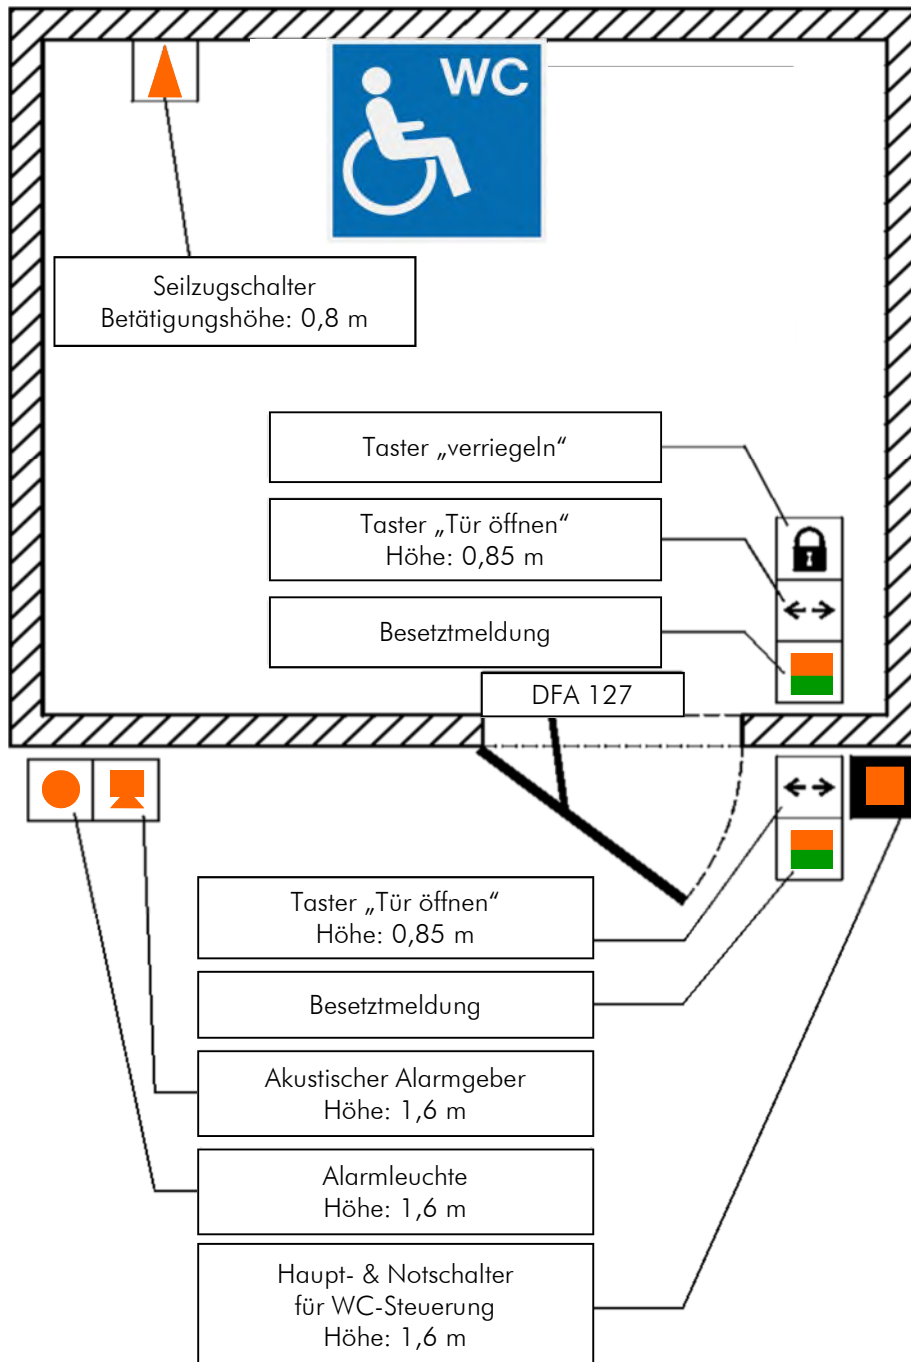 WC
Seilzugschalter
Betätigungshöhe: 0,8 m
Taster „verriegeln“
Taster „Tür öffnen“
Höhe: 0,85 m
Besetztmeldung
DFA 127
Taster „Tür öffnen“
Höhe: 0,85 m
Besetztmeldung
Akustischer Alarmgeber
Höhe: 1,6 m
Alarmleuchte
Höhe: 1,6 m
Haupt- & Notschalter
für WC-Steuerung
Höhe: 1,6 m